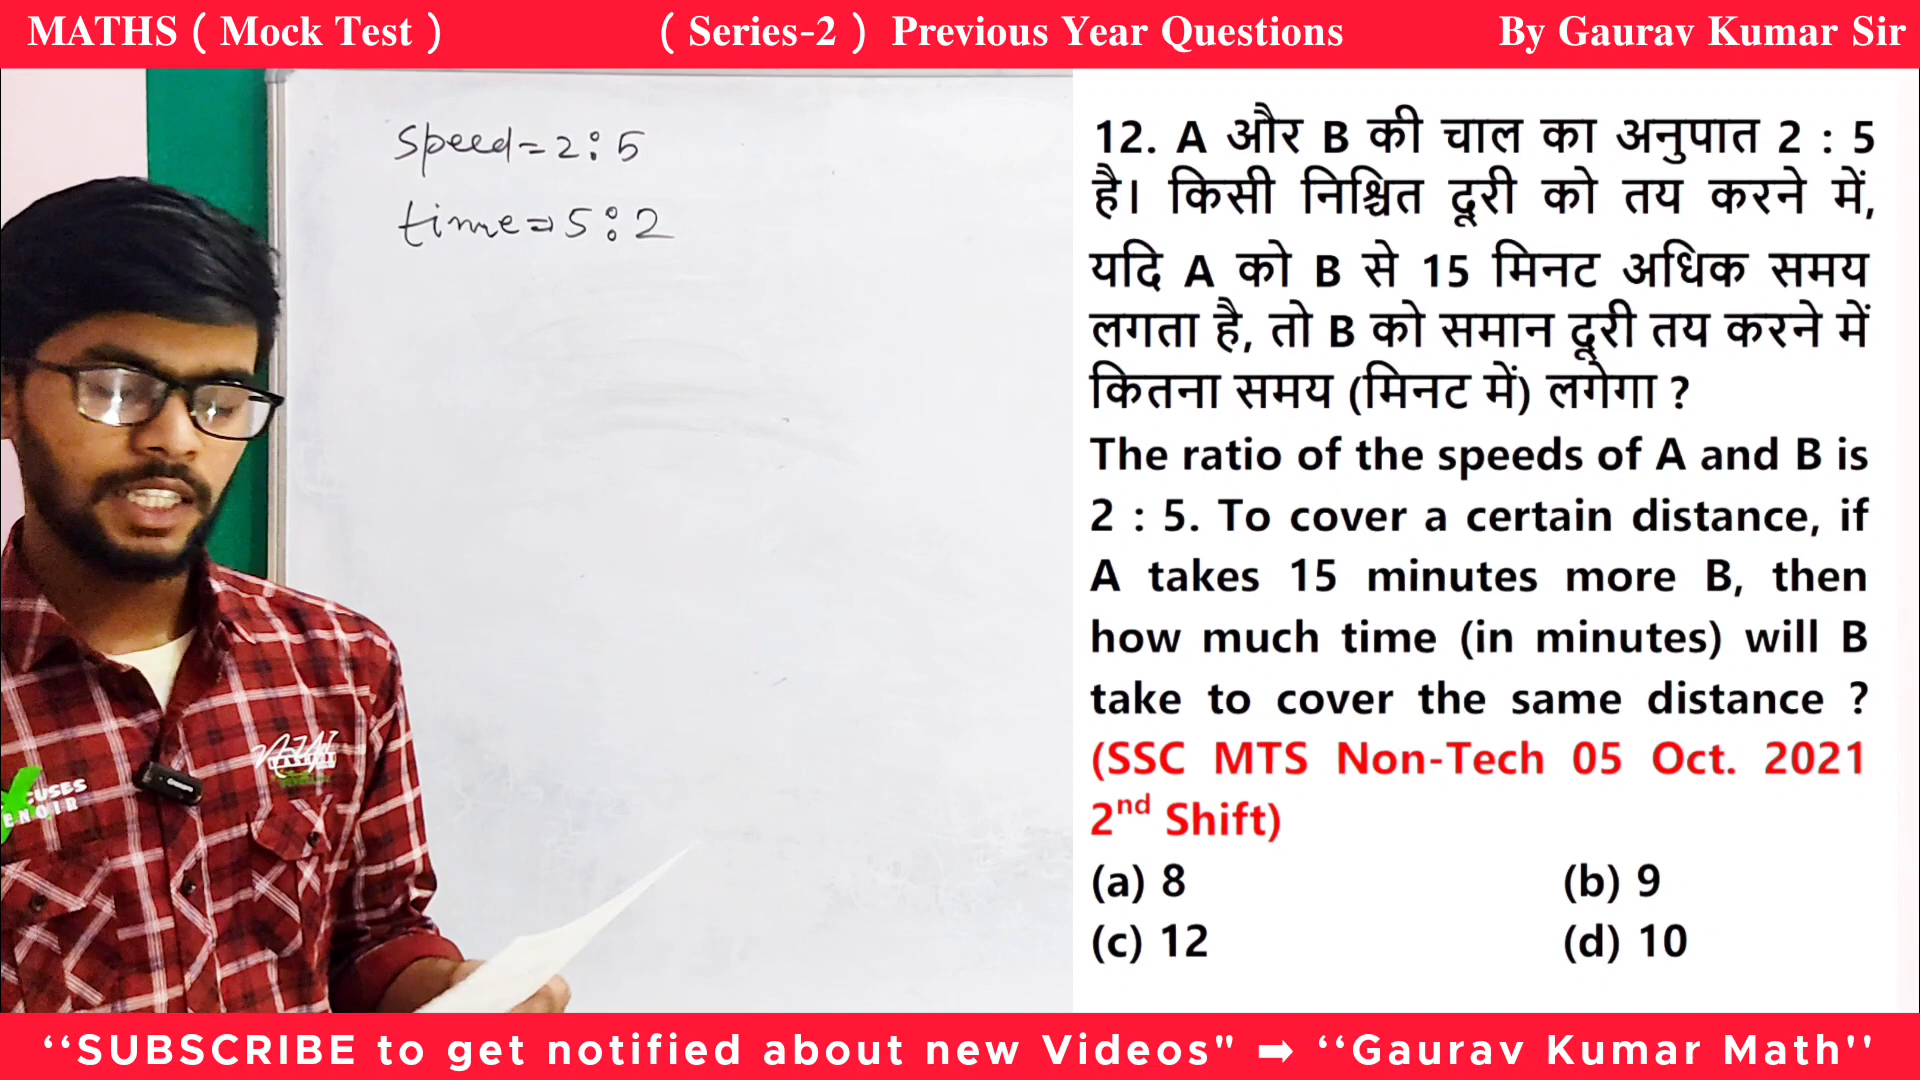 MATHS ( Mock Test ) ( Series-2 ) Previous Year Questions By Gaurav Kumar Sir
speed = 2 : 5
time ⇒ 5 : 2
12. A और B की चाल का अनुपात 2 : 5
है। किसी निश्चित दूरी को तय करने में,
यदि A को B से 15 मिनट अधिक समय
लगता है, तो B को समान दूरी तय करने में
कितना समय (मिनट में) लगेगा ?
The ratio of the speeds of A and B is
2 : 5. To cover a certain distance, if
A takes 15 minutes more B, then
how much time (in minutes) will B
take to cover the same distance ?
(SSC MTS Non-Tech 05 Oct. 2021
2nd Shift)
(a) 8 (b) 9
(c) 12 (d) 10
‘‘SUBSCRIBE to get notified about new Videos" ➡ ‘‘Gaurav Kumar Math''